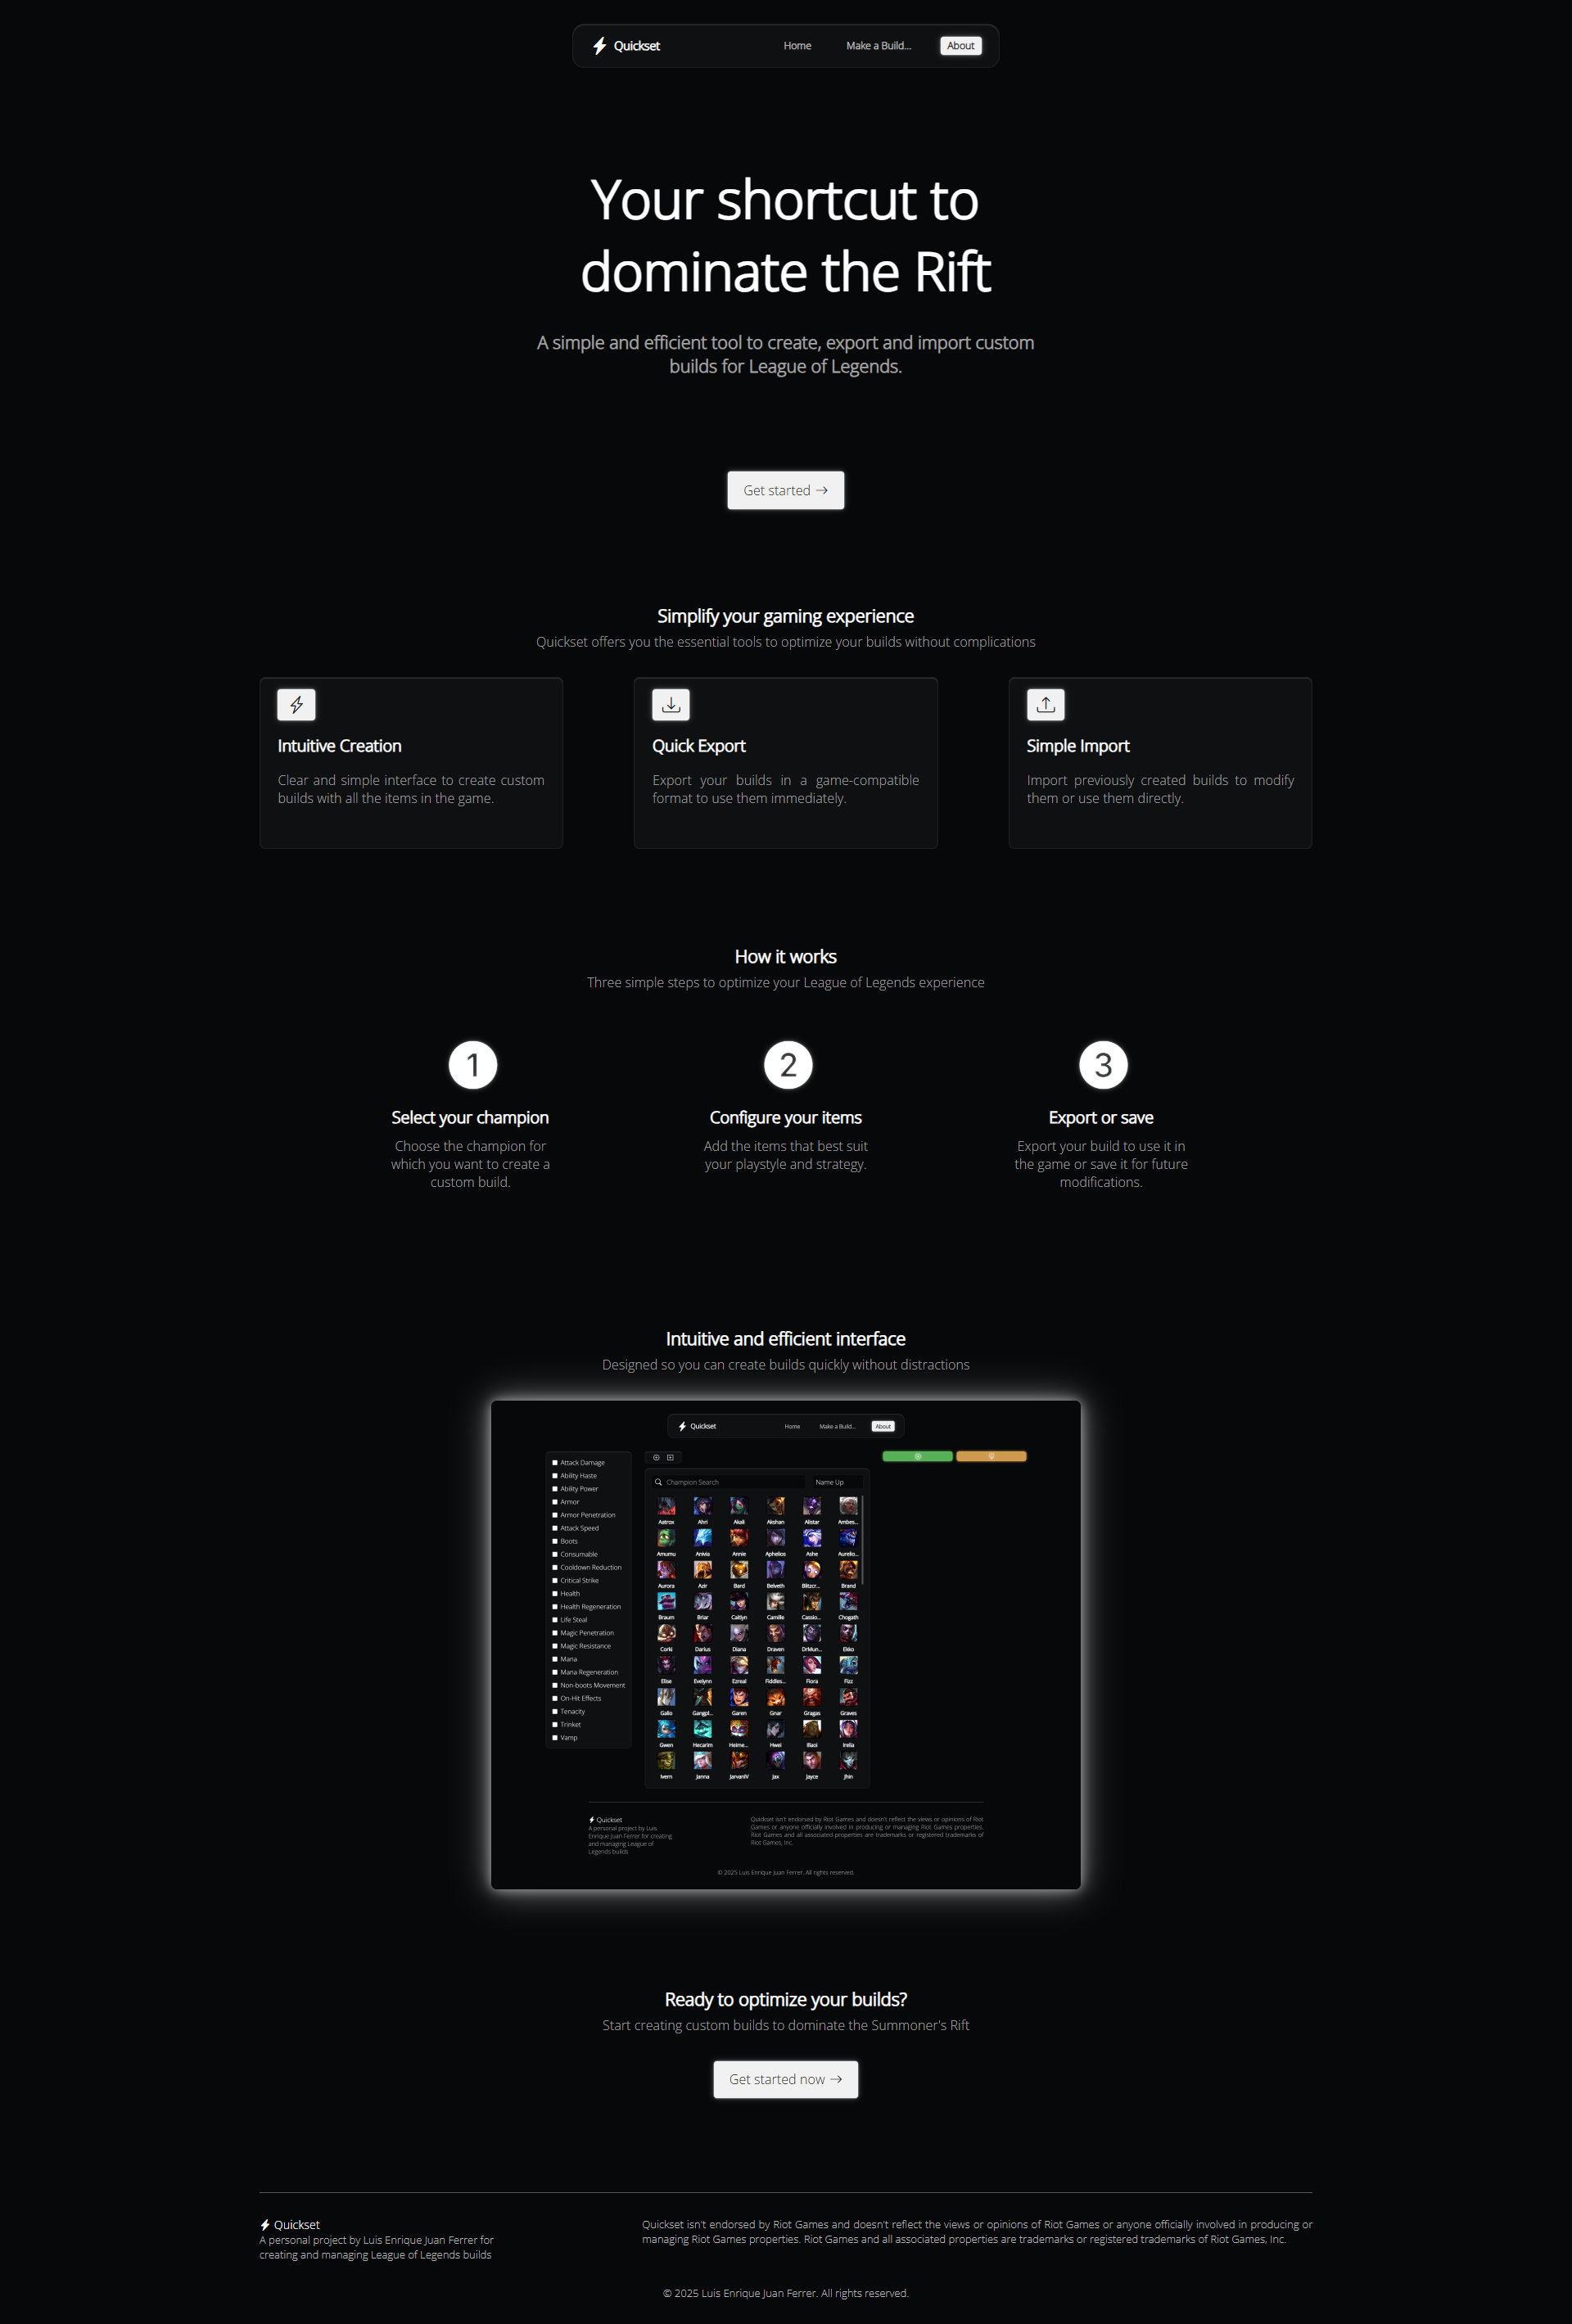 Quickset
Home
Make a Build...
About
Your shortcut to
dominate the Rift
A simple and efficient tool to create, export and import custom
builds for League of Legends.
Get started →
Simplify your gaming experience
Quickset offers you the essential tools to optimize your builds without complications
Intuitive Creation
Clear and simple interface to create custom
builds with all the items in the game.
Quick Export
Export your builds in a game-compatible
format to use them immediately.
Simple Import
Import previously created builds to modify
them or use them directly.
How it works
Three simple steps to optimize your League of Legends experience
1
Select your champion
Choose the champion for
which you want to create a
custom build.
2
Configure your items
Add the items that best suit
your playstyle and strategy.
3
Export or save
Export your build to use it in
the game or save it for future
modifications.
Intuitive and efficient interface
Designed so you can create builds quickly without distractions
Quickset
Home
Make a Build...
About
Attack Damage
Ability Haste
Ability Power
Armor
Armor Penetration
Attack Speed
Boots
Consumable
Cooldown Reduction
Critical Strike
Health
Health Regeneration
Life Steal
Magic Penetration
Magic Resistance
Mana
Mana Regeneration
Non-boots Movement
On-Hit Effects
Tenacity
Trinket
Vamp
Champion Search
Name Up
Aatrox Ahri Akali Akshan Alistar Ambes...
Amumu Anivia Annie Aphelios Ashe Aurelio...
Aurora Azir Bard Belveth Blitzcr... Brand
Braum Briar Caitlyn Camille Cassio... Chogath
Corki Darius Diana Draven DrMun... Ekko
Elise Evelynn Ezreal Fiddles... Fiora Fizz
Galio Gangpl... Garen Gnar Gragas Graves
Gwen Hecarim Heime... Hwei Illaoi Irelia
Ivern Janna JarvanIV Jax Jayce Jhin
Quickset
A personal project by Luis
Enrique Juan Ferrer for creating
and managing League of
Legends builds
Quickset isn't endorsed by Riot Games and doesn't reflect the views or opinions of Riot
Games or anyone officially involved in producing or managing Riot Games properties.
Riot Games and all associated properties are trademarks or registered trademarks of
Riot Games, Inc.
© 2025 Luis Enrique Juan Ferrer. All rights reserved.
Ready to optimize your builds?
Start creating custom builds to dominate the Summoner's Rift
Get started now →
Quickset
A personal project by Luis Enrique Juan Ferrer for
creating and managing League of Legends builds
Quickset isn't endorsed by Riot Games and doesn't reflect the views or opinions of Riot Games or anyone officially involved in producing or
managing Riot Games properties. Riot Games and all associated properties are trademarks or registered trademarks of Riot Games, Inc.
© 2025 Luis Enrique Juan Ferrer. All rights reserved.